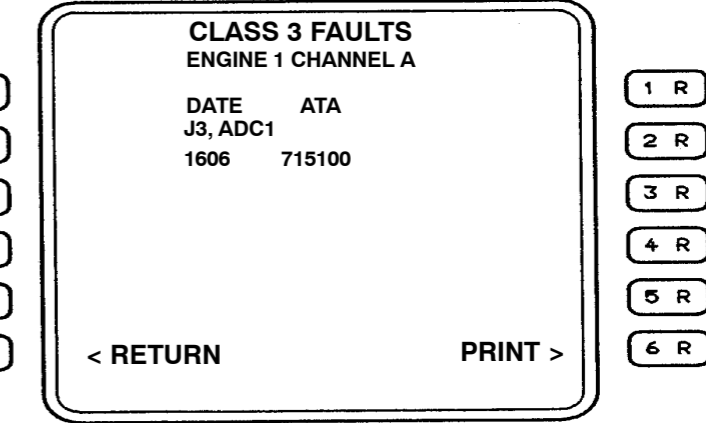 CLASS 3 FAULTS
ENGINE 1 CHANNEL A
DATE ATA
J3, ADC1
1606 715100
< RETURN PRINT >
1 R
2 R
3 R
4 R
5 R
6 R